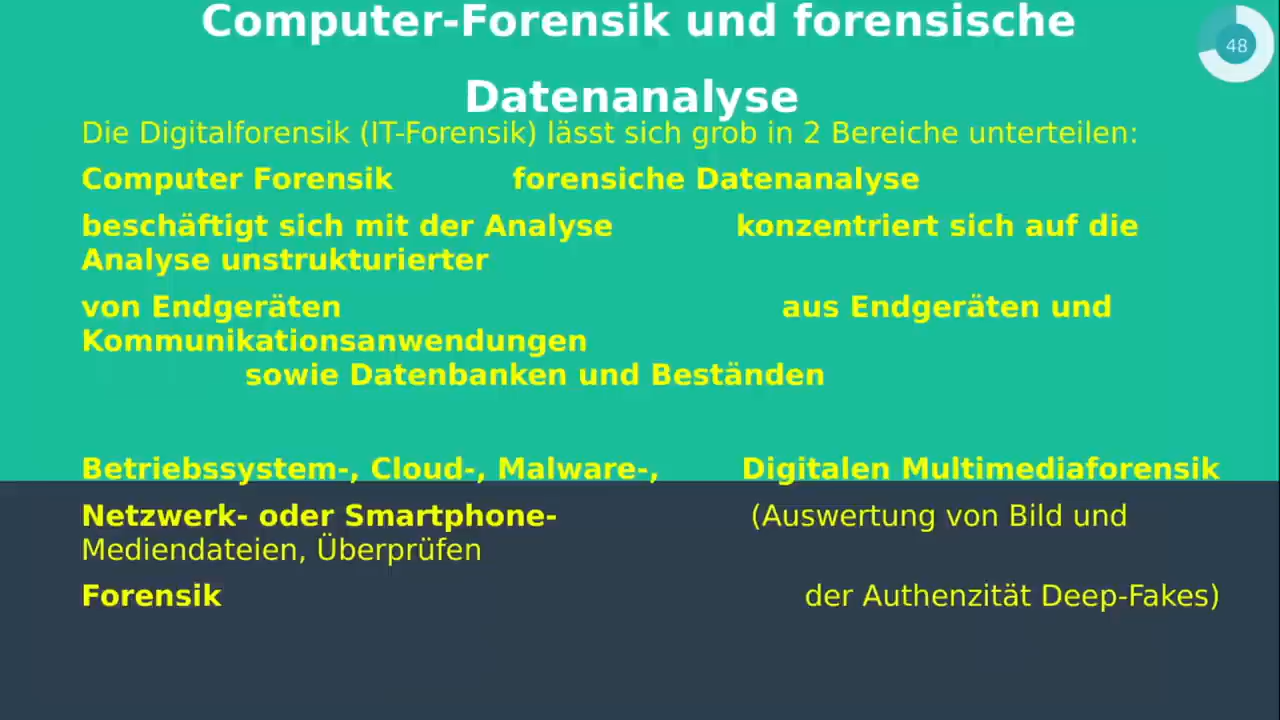 Computer-Forensik und forensische
48
Datenanalyse
Die Digitalforensik (IT-Forensik) lässt sich grob in 2 Bereiche unterteilen:
Computer Forensik forensiche Datenanalyse
beschäftigt sich mit der Analyse konzentriert sich auf die
Analyse unstrukturierter
von Endgeräten aus Endgeräten und
Kommunikationsanwendungen
sowie Datenbanken und Beständen
Betriebssystem-, Cloud-, Malware-, Digitalen Multimediaforensik
Netzwerk- oder Smartphone- (Auswertung von Bild und
Mediendateien, Überprüfen
Forensik der Authenzität Deep-Fakes)